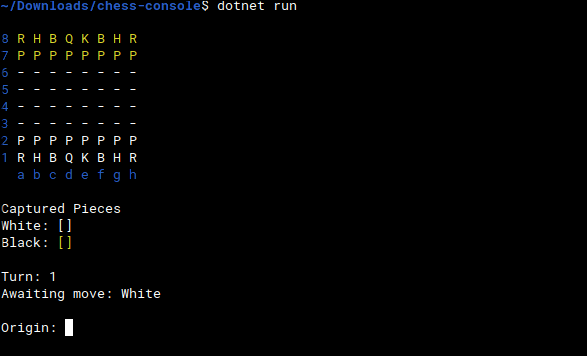 ~/Downloads/chess-console$ dotnet run
8 R H B Q K B H R
7 P P P P P P P P
6 - - - - - - - -
5 - - - - - - - -
4 - - - - - - - -
3 - - - - - - - -
2 P P P P P P P P
1 R H B Q K B H R
a b c d e f g h
Captured Pieces
White: []
Black: []
Turn: 1
Awaiting move: White
Origin: